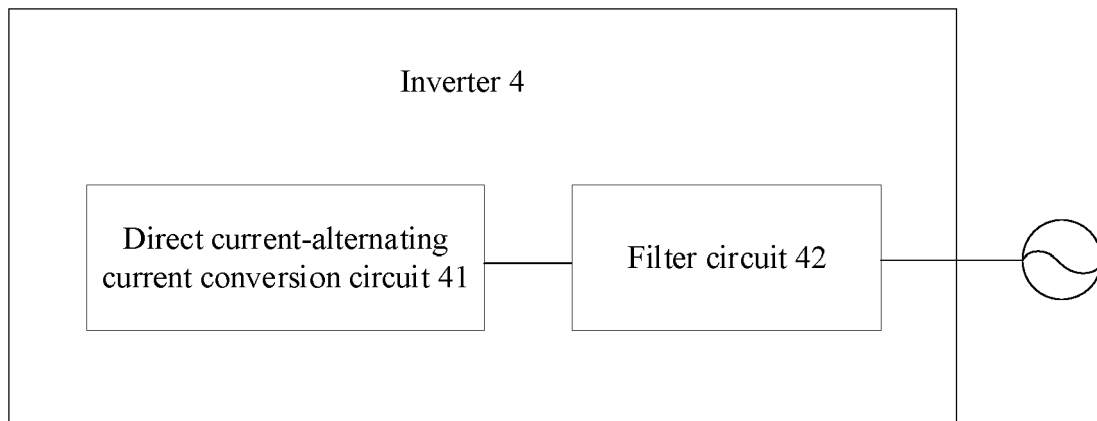 Inverter 4
Direct current-alternating
current conversion circuit 41
Filter circuit 42